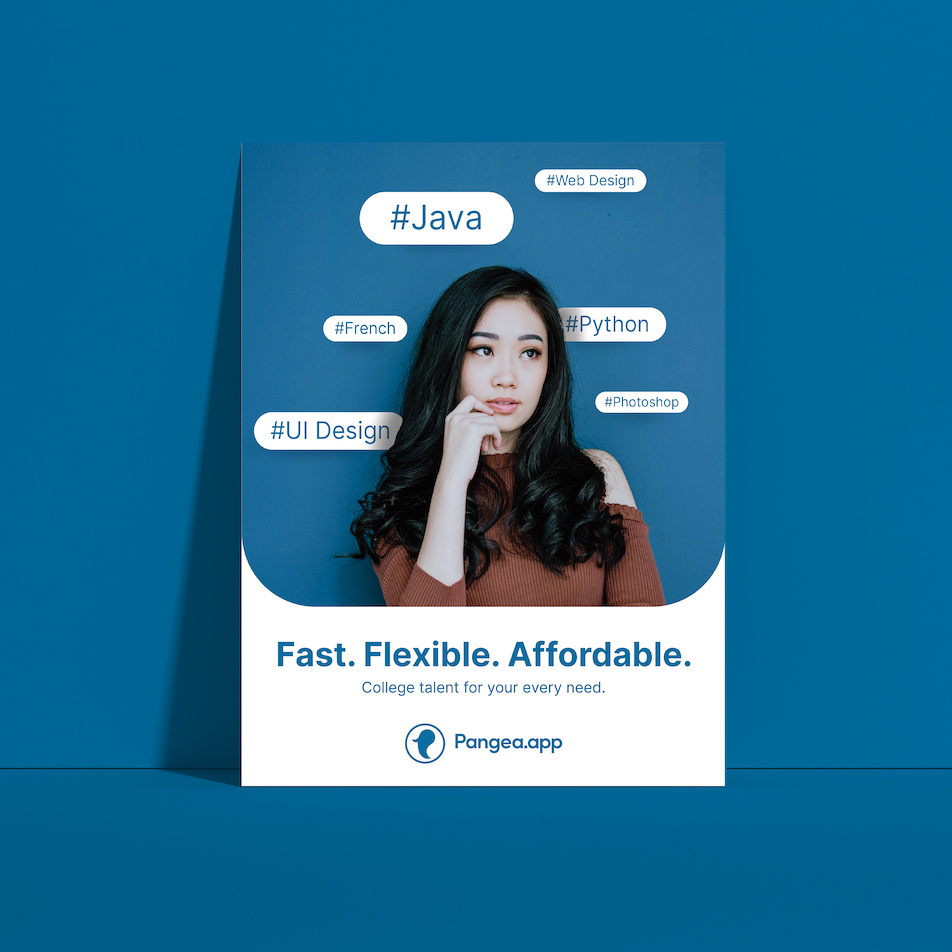 #Web Design
#Java
#French
#Python
#Photoshop
#UI Design
Fast. Flexible. Affordable.
College talent for your every need.
Pangea.app